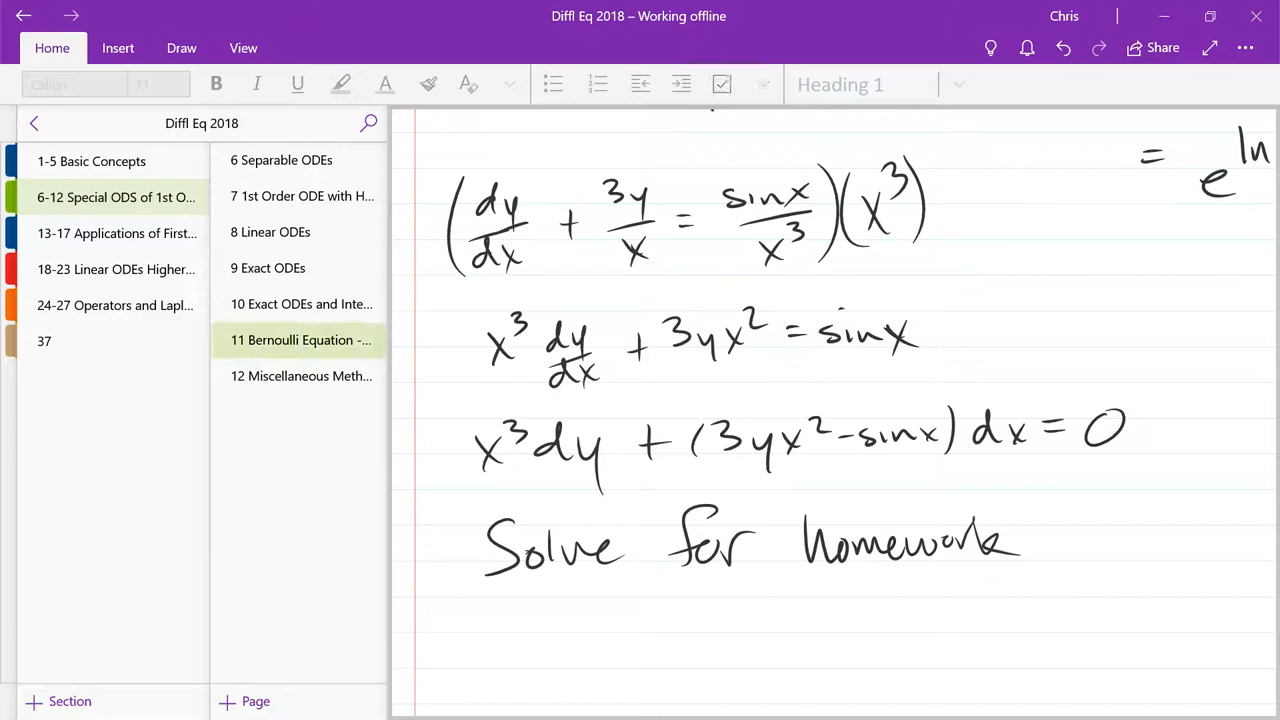 Diffl Eq 2018 – Working offline
Chris
Home Insert Draw View
Share
Calibri 11
B I U A
Heading 1
Diffl Eq 2018
1-5 Basic Concepts
6-12 Special ODS of 1st O...
13-17 Applications of First...
18-23 Linear ODEs Higher...
24-27 Operators and Lapl...
37
6 Separable ODEs
7 1st Order ODE with H...
8 Linear ODEs
9 Exact ODEs
10 Exact ODEs and Inte...
11 Bernoulli Equation -...
12 Miscellaneous Meth...
+ Section
+ Page
= e^ln
(dy/dx + 3y/x = sinx/x^3)(x^3)
x^3 dy/dx + 3yx^2 = sinx
x^3 dy + (3yx^2 - sinx) dx = 0
Solve for homework